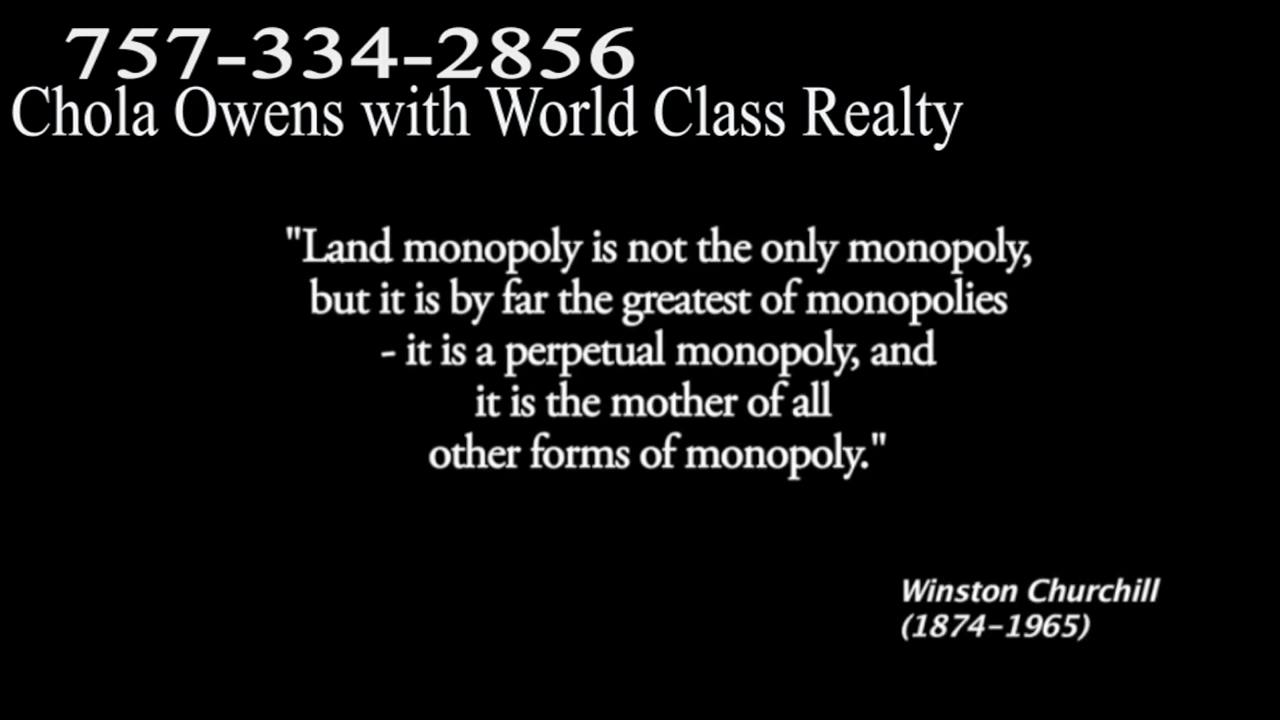 757-334-2856
Chola Owens with World Class Realty
"Land monopoly is not the only monopoly,
but it is by far the greatest of monopolies
- it is a perpetual monopoly, and
it is the mother of all
other forms of monopoly."
Winston Churchill
(1874-1965)